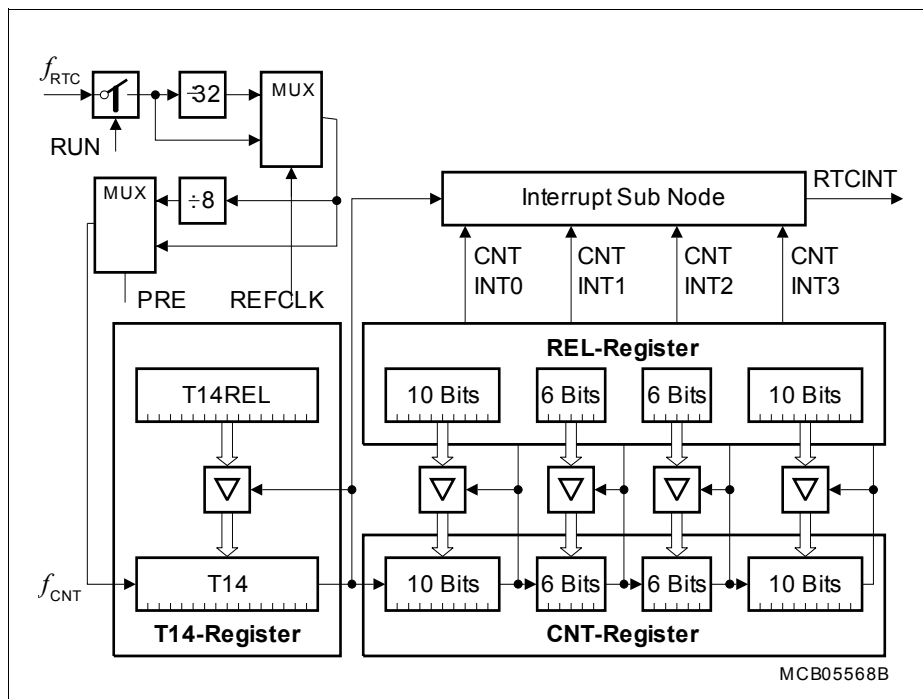 fRTC
÷32
MUX
RUN
MUX
÷8
Interrupt Sub Node
RTCINT
CNT INT0
CNT INT1
CNT INT2
CNT INT3
PRE
REFCLK
REL-Register
T14REL
10 Bits
6 Bits
6 Bits
10 Bits
fCNT
T14
10 Bits
6 Bits
6 Bits
10 Bits
T14-Register
CNT-Register
MCB05568B